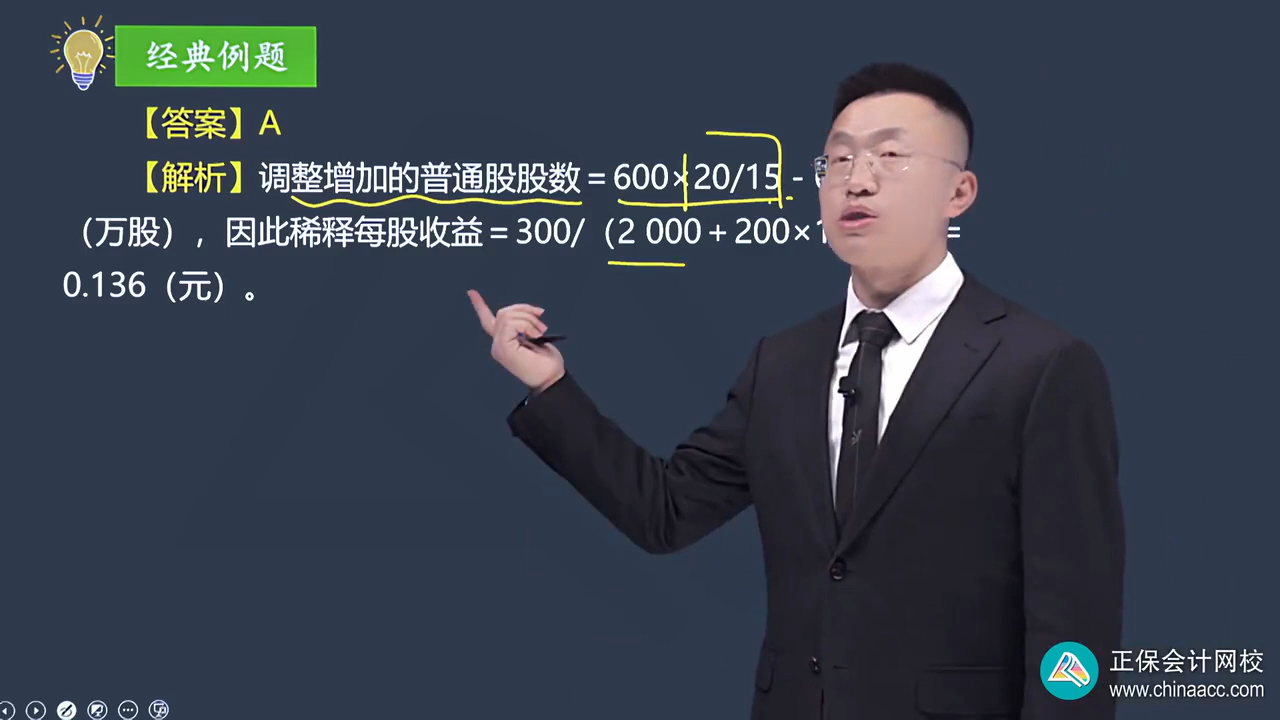 经典例题
【答案】A
【解析】调整增加的普通股股数＝600×20/15-
（万股），因此稀释每股收益＝300/（2 000＋200× ＝
0.136（元）。
正保会计网校
www.chinaacc.com